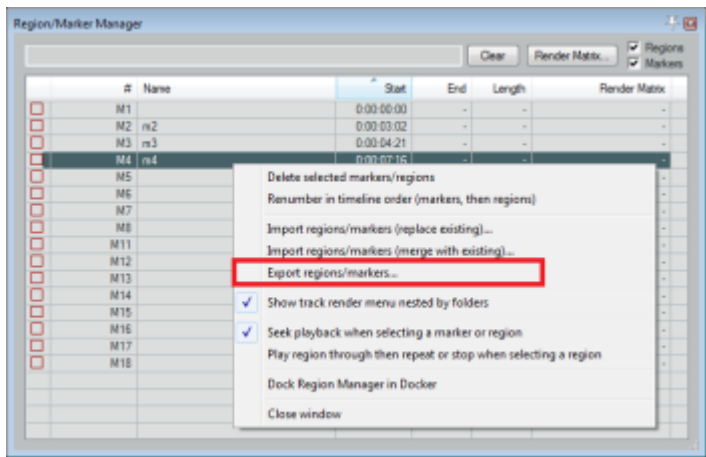 Region/Marker Manager
Clear
Render Matrix...
Regions
Markers
# Name Start End Length Render Matrix
M1 0:00:00:00 - - -
M2 m2 0:00:03:02 - - -
M3 m3 0:00:04:21 - - -
M4 m4 0:00:07:16 - - -
M5 -
M6 -
M7 -
M8 -
M11 -
M12 -
M13 -
M14 -
M15 -
M16 -
M17 -
M18 -
Delete selected markers/regions
Renumber in timeline order (markers, then regions)
Import regions/markers (replace existing)...
Import regions/markers (merge with existing)...
Export regions/markers...
Show track render menu nested by folders
Seek playback when selecting a marker or region
Play region through then repeat or stop when selecting a region
Dock Region Manager in Docker
Close window